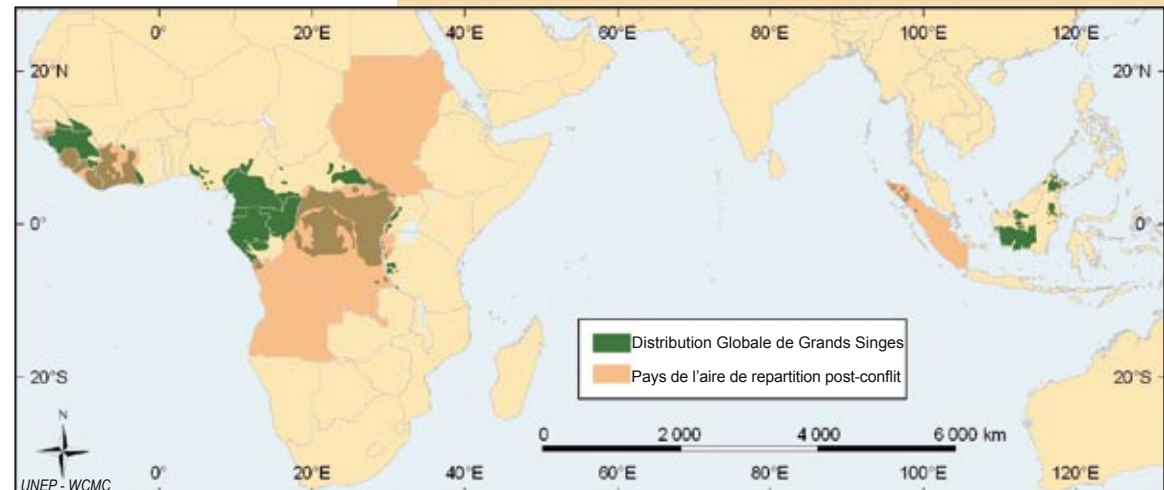 0° 20°E 40°E 60°E 80°E 100°E 120°E
20°N 20°N
0° 0°
Distribution Globale de Grands Singes
Pays de l'aire de repartition post-conflit
20°S 20°S
0 2 000 4 000 6 000 km
N
0° 20°E 40°E 60°E 80°E 100°E 120°E
UNEP - WCMC